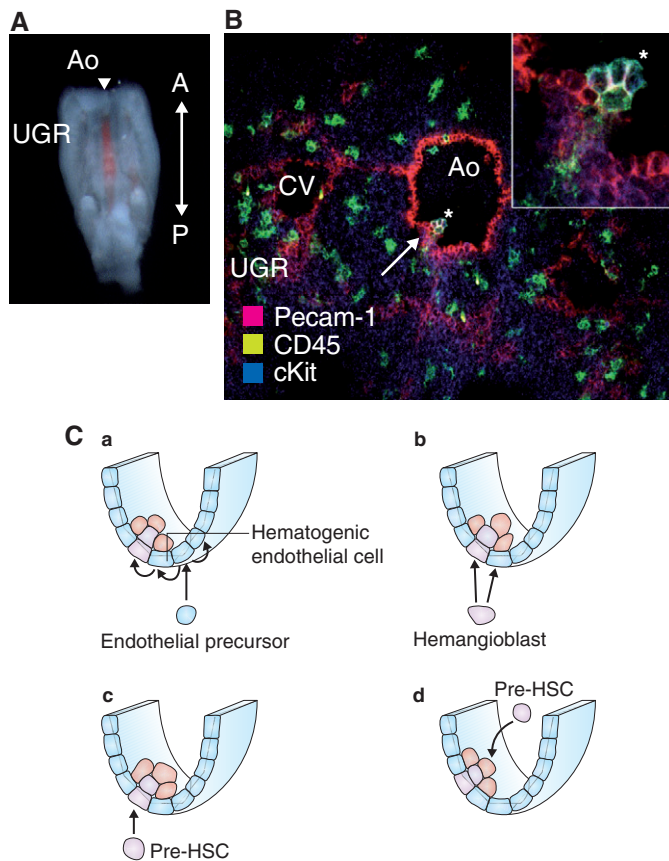 A
Ao
A
UGR
P
B
*
Ao
CV
*
UGR
Pecam-1
CD45
cKit
C
a
Hematogenic
endothelial cell
Endothelial precursor
b
Hemangioblast
c
Pre-HSC
d
Pre-HSC